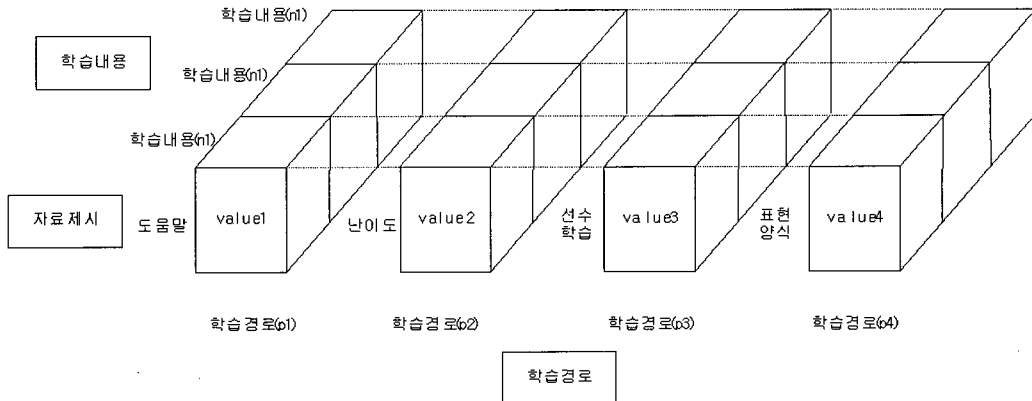 학습내용(n1)
학습내용
학습내용(n1)
학습내용(n1)
자료제시
도움말
value1
난이도
value2
선수
학습
value3
표현
양식
value4
학습경로(p1)
학습경로(p2)
학습경로(p3)
학습경로(p4)
학습경로